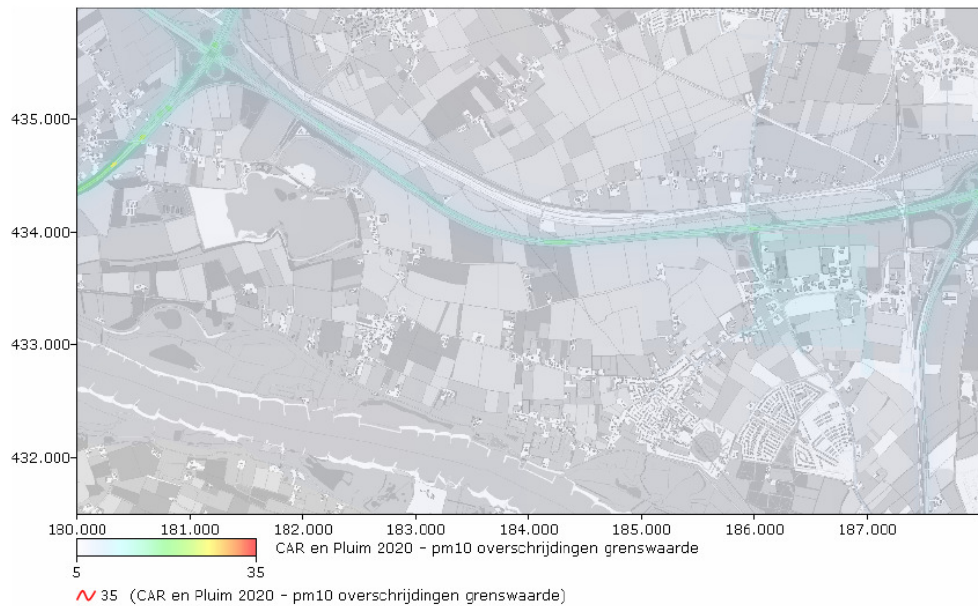 435.000
434.000
433.000
432.000
180.000 181.000 182.000 183.000 184.000 185.000 186.000 187.000
CAR en Pluim 2020 - pm10 overschrijdingen grenswaarde
5 35
35 (CAR en Pluim 2020 - pm10 overschrijdingen grenswaarde)